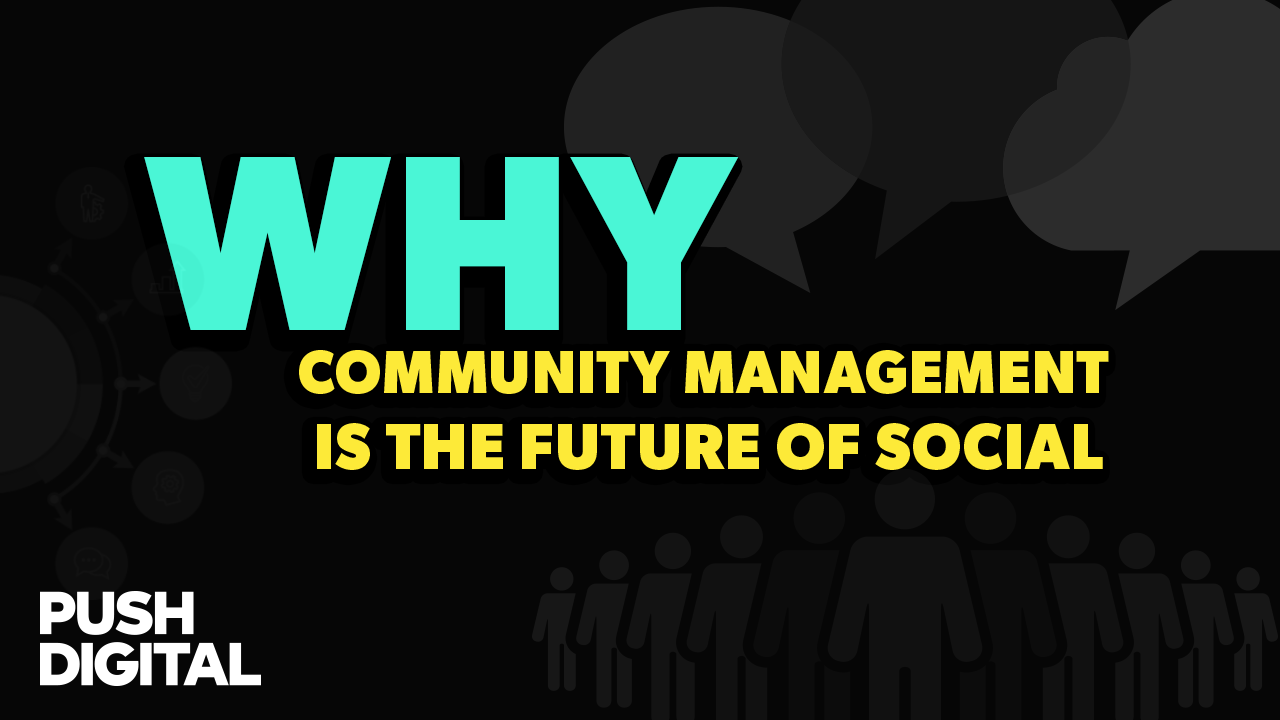 WHY
COMMUNITY MANAGEMENT
IS THE FUTURE OF SOCIAL
PUSH
DIGITAL